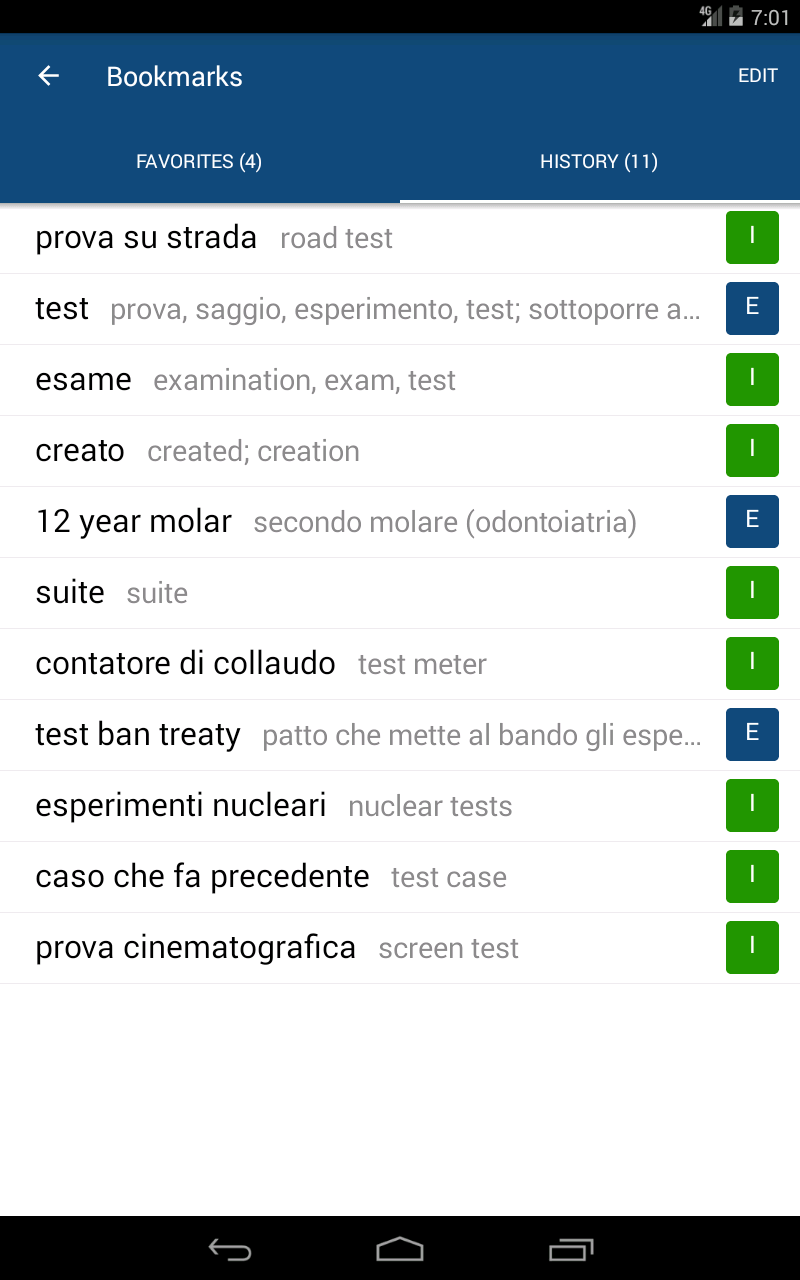 4G 7:01
Bookmarks EDIT
FAVORITES (4) HISTORY (11)
prova su strada road test I
test prova, saggio, esperimento, test; sottoporre a... E
esame examination, exam, test I
creato created; creation I
12 year molar secondo molare (odontoiatria) E
suite suite I
contatore di collaudo test meter I
test ban treaty patto che mette al bando gli espe... E
esperimenti nucleari nuclear tests I
caso che fa precedente test case I
prova cinematografica screen test I